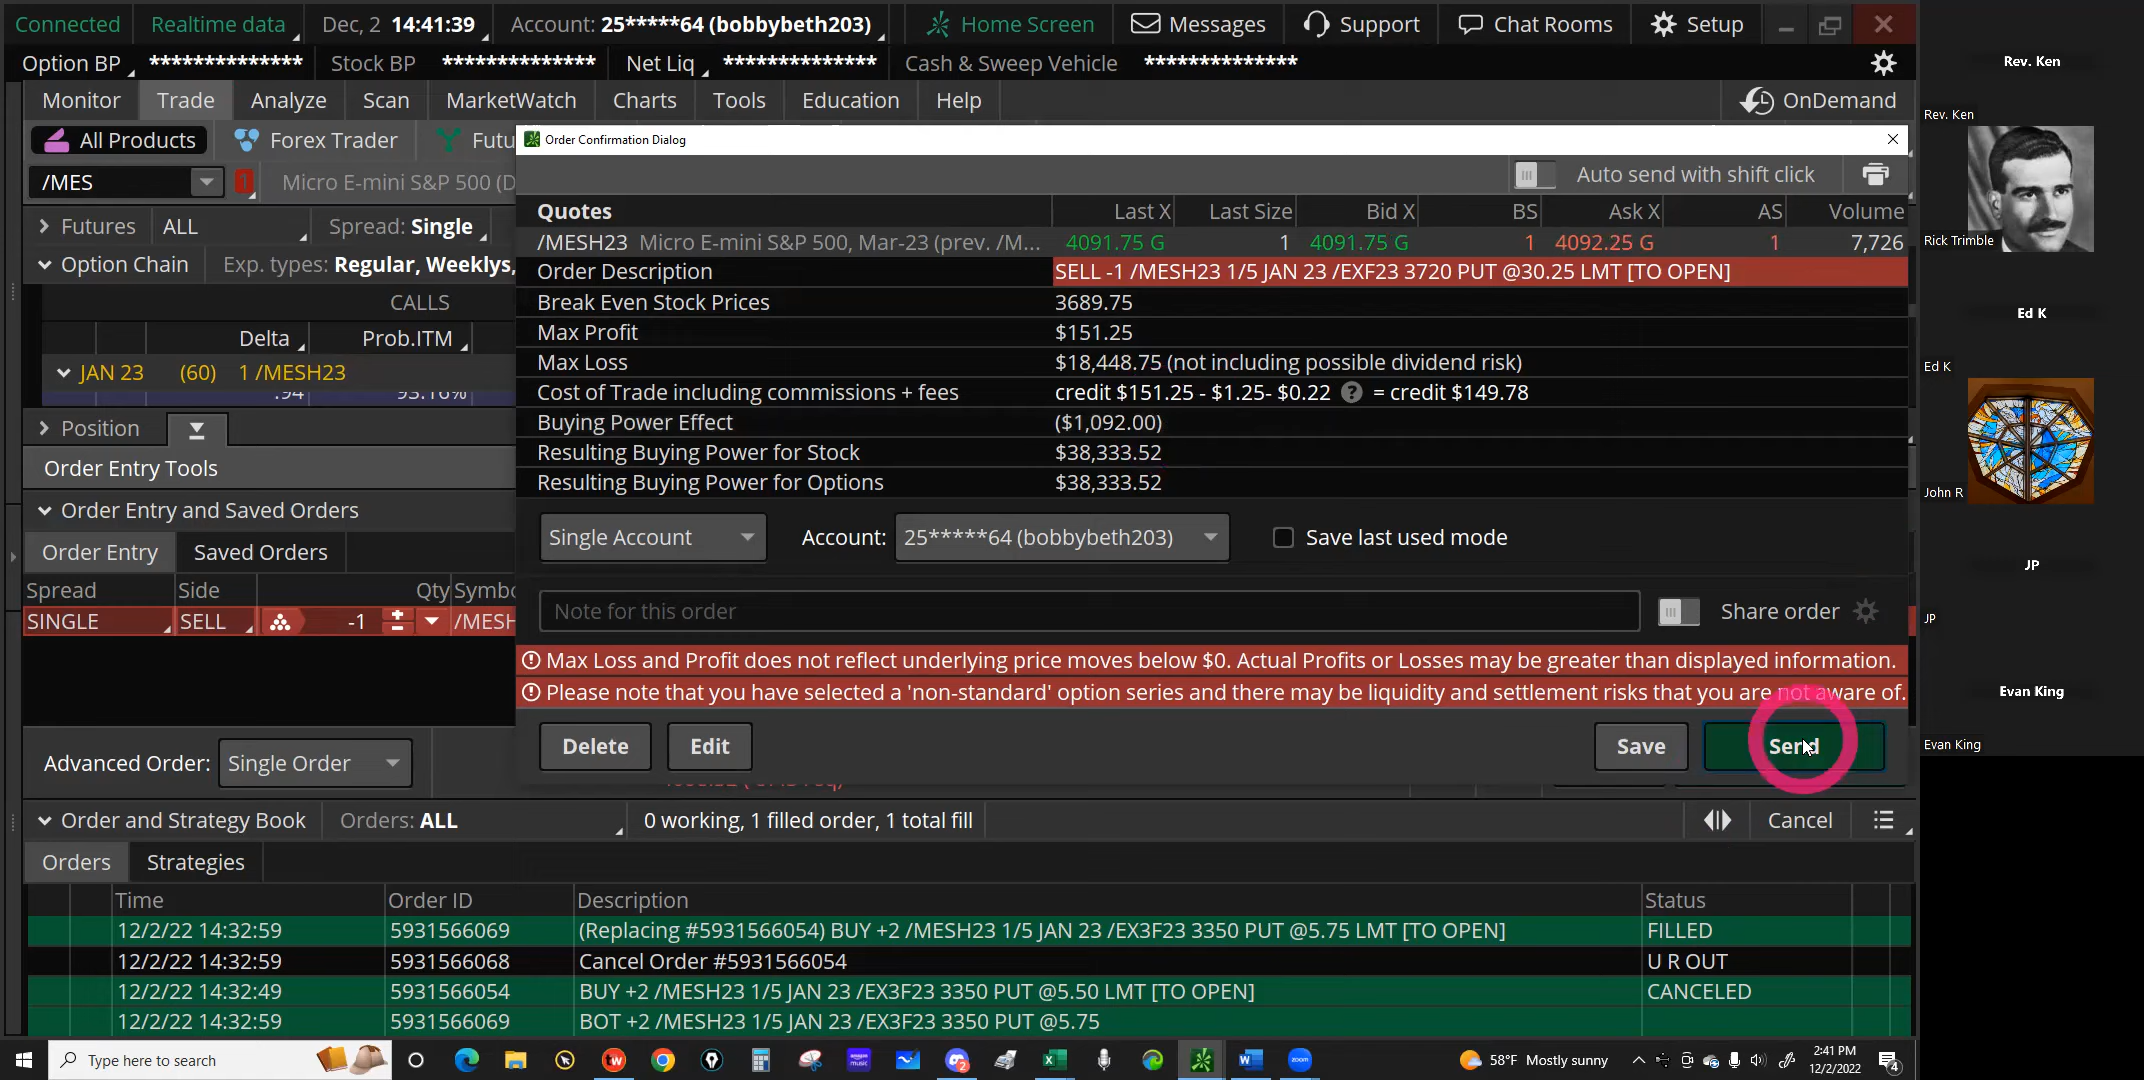 Connected Realtime data Dec, 2 14:41:39 Account: 25*****64 (bobbybeth203) Home Screen Messages Support Chat Rooms Setup
Option BP ************** Stock BP ************** Net Liq ************** Cash & Sweep Vehicle **************
Monitor Trade Analyze Scan MarketWatch Charts Tools Education Help OnDemand
All Products Forex Trader Futu
Order Confirmation Dialog
/MES 1 Micro E-mini S&P 500 (D
Auto send with shift click
Quotes Last X Last Size Bid X BS Ask X AS Volume
Futures ALL Spread: Single
/MESH23 Micro E-mini S&P 500, Mar-23 (prev. /M... 4091.75 G 1 4091.75 G 1 4092.25 G 1 7,726
Option Chain Exp. types: Regular, Weeklys,
Order Description SELL -1 /MESH23 1/5 JAN 23 /EXF23 3720 PUT @30.25 LMT [TO OPEN]
CALLS
Break Even Stock Prices 3689.75
Delta Prob.ITM
Max Profit $151.25
JAN 23 (60) 1 /MESH23
Max Loss $18,448.75 (not including possible dividend risk)
.94 93.16%
Cost of Trade including commissions + fees credit $151.25 - $1.25- $0.22 ? = credit $149.78
Position
Buying Power Effect ($1,092.00)
Resulting Buying Power for Stock $38,333.52
Order Entry Tools
Resulting Buying Power for Options $38,333.52
Order Entry and Saved Orders
Single Account Account: 25*****64 (bobbybeth203) Save last used mode
Order Entry Saved Orders
Spread Side Qty Symbo
SINGLE SELL -1 /MESH
Note for this order Share order
Max Loss and Profit does not reflect underlying price moves below $0. Actual Profits or Losses may be greater than displayed information.
Please note that you have selected a 'non-standard' option series and there may be liquidity and settlement risks that you are not aware of.
Delete Edit Save Send
Advanced Order: Single Order
Order and Strategy Book Orders: ALL 0 working, 1 filled order, 1 total fill Cancel
Orders Strategies
Time Order ID Description Status
12/2/22 14:32:59 5931566069 (Replacing #5931566054) BUY +2 /MESH23 1/5 JAN 23 /EX3F23 3350 PUT @5.75 LMT [TO OPEN] FILLED
12/2/22 14:32:59 5931566068 Cancel Order #5931566054 U R OUT
12/2/22 14:32:49 5931566054 BUY +2 /MESH23 1/5 JAN 23 /EX3F23 3350 PUT @5.50 LMT [TO OPEN] CANCELED
12/2/22 14:32:59 5931566069 BOT +2 /MESH23 1/5 JAN 23 /EX3F23 3350 PUT @5.75
Type here to search 58°F Mostly sunny 2:41 PM
12/2/2022 4
Rev. Ken
Rev. Ken
Rick Trimble
Ed K
Ed K
John R
JP
JP
Evan King
Evan King